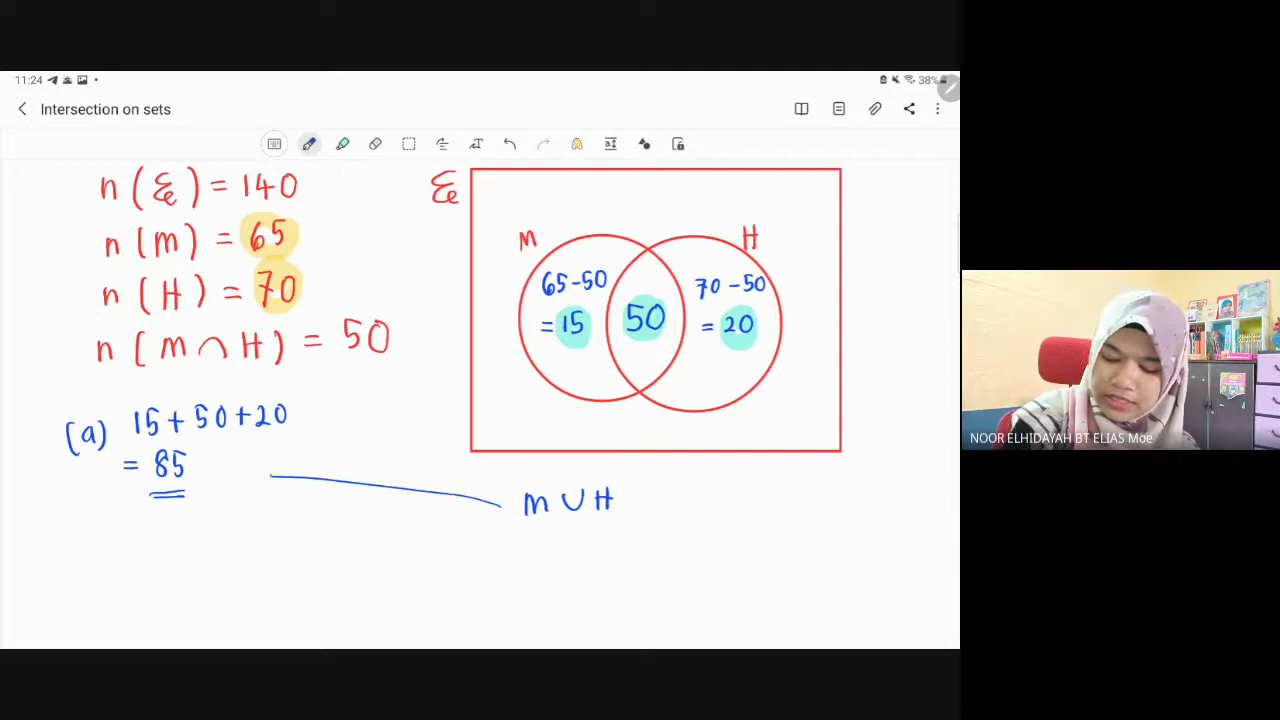 11:24
38%
Intersection on sets
n(ξ) = 140
n(m) = 65
n(H) = 70
n(m ∩ H) = 50
(a) 15 + 50 + 20
= 85
ξ
M
H
65-50
= 15
50
70-50
= 20
m ∪ H
NOOR ELHIDAYAH BT ELIAS Moe